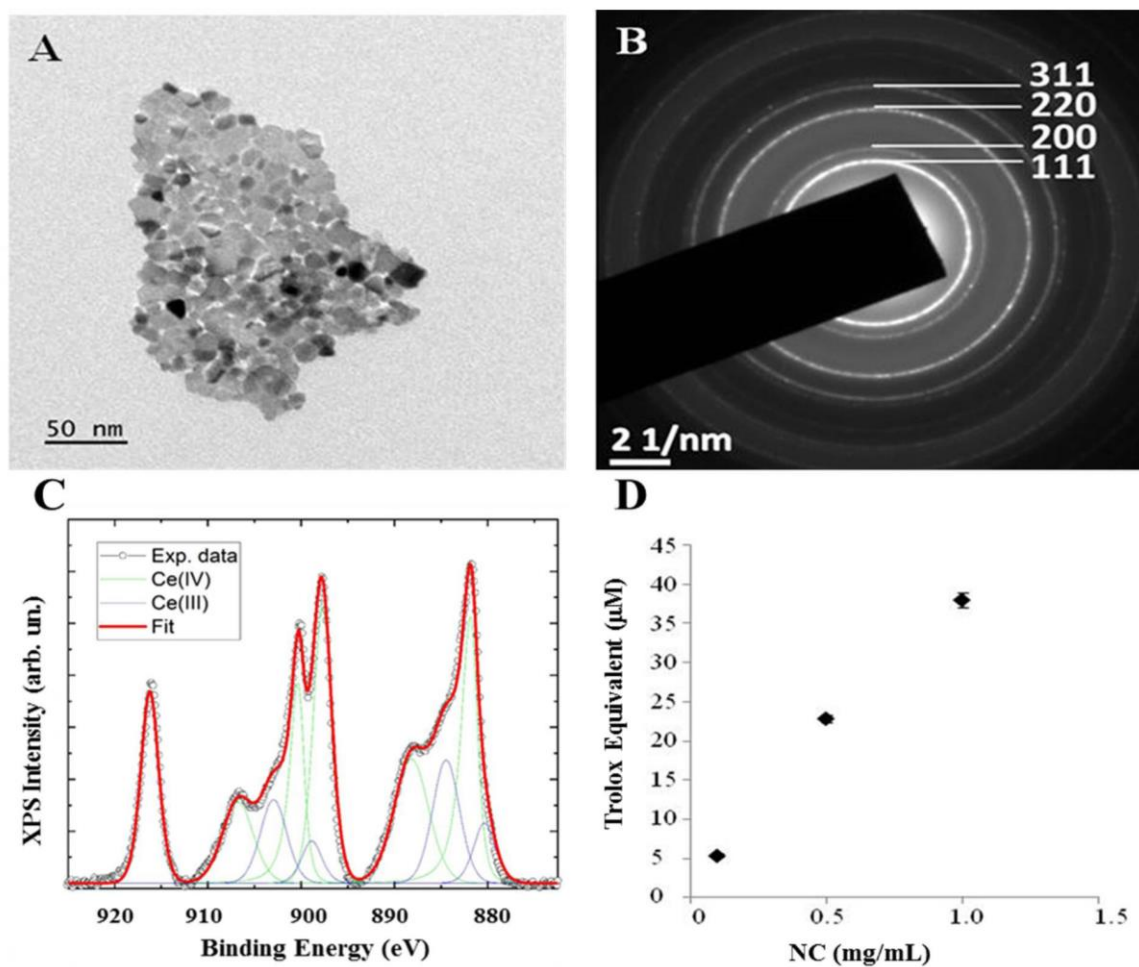 A
50 nm
B
311
220
200
111
2 1/nm
C
Exp. data
Ce(IV)
Ce(III)
Fit
XPS Intensity (arb. un.)
920 910 900 890 880
Binding Energy (eV)
D
45
40
35
30
25
20
15
10
5
0
0 0.5 1.0 1.5
Trolox Equivalent (µM)
NC (mg/mL)